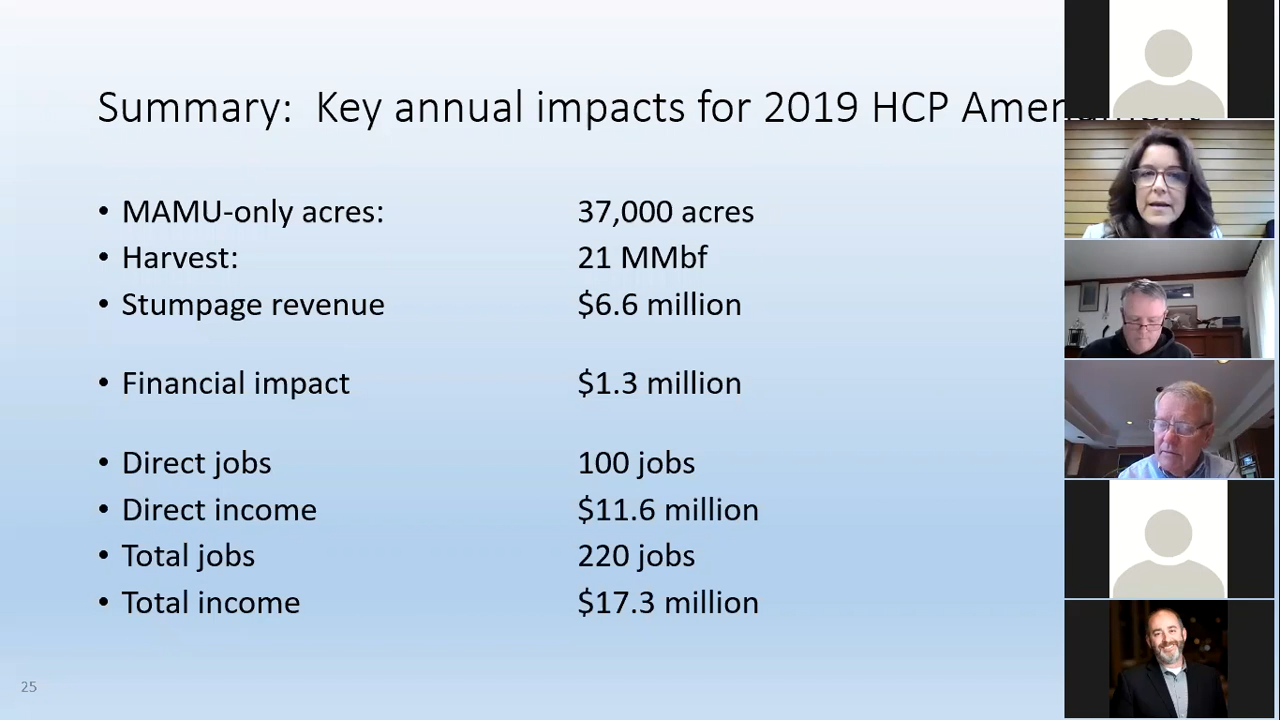 Summary: Key annual impacts for 2019 HCP
• MAMU-only acres: 37,000 acres
• Harvest: 21 MMbf
• Stumpage revenue $6.6 million
• Financial impact $1.3 million
• Direct jobs 100 jobs
• Direct income $11.6 million
• Total jobs 220 jobs
• Total income $17.3 million
25